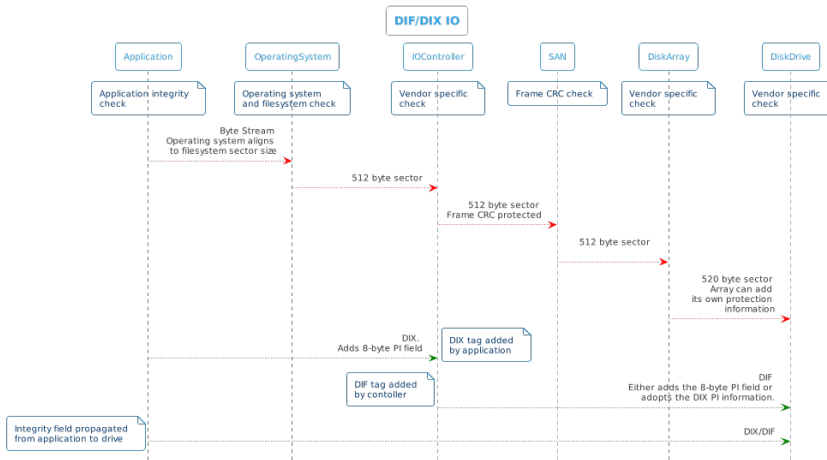 DIF/DIX IO
Application
OperatingSystem
IOController
SAN
DiskArray
DiskDrive
Application integrity
check
Operating system
and filesystem check
Vendor specific
check
Frame CRC check
Vendor specific
check
Vendor specific
check
Byte Stream
Operating system aligns
to filesystem sector size
512 byte sector
512 byte sector
Frame CRC protected
512 byte sector
520 byte sector
Array can add
its own protection
information
DIX.
Adds 8-byte PI field
DIX tag added
by application
DIF tag added
by contoller
DIF
Either adds the 8-byte PI field or
adopts the DIX PI information.
Integrity field propagated
from application to drive
DIX/DIF